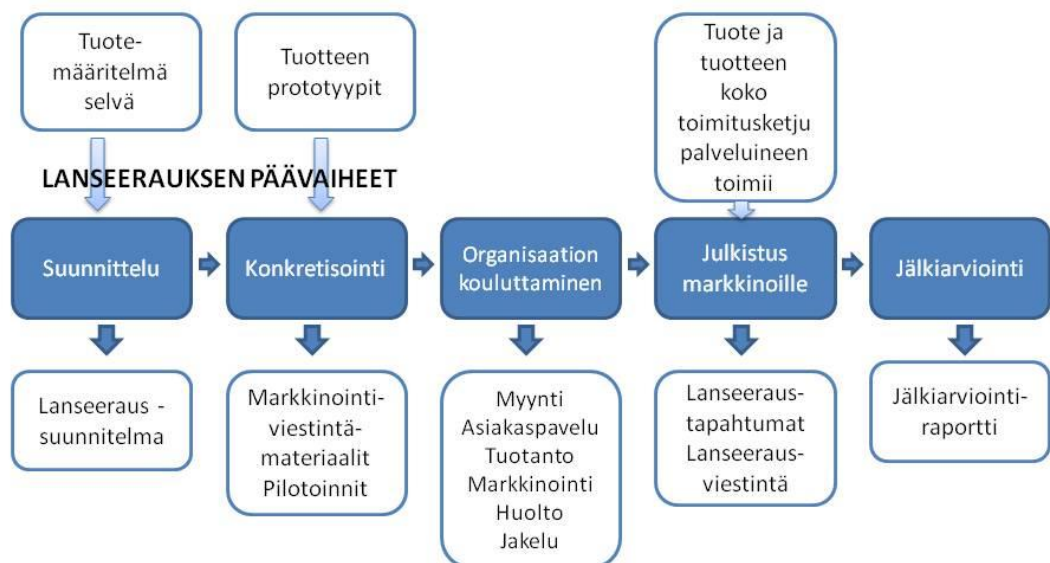 Tuote-
määritelmä
selvä
Tuotteen
prototyypit
Tuote ja
tuotteen
koko
toimitusketju
palveluineen
toimii
LANSEERAUKSEN PÄÄVAIHEET
Suunnittelu
Konkretisointi
Organisaation
kouluttaminen
Julkistus
markkinoille
Jälkiarviointi
Lanseeraus -
suunnitelma
Markkinointi-
viestintä-
materiaalit
Pilotoinnit
Myynti
Asiakaspavelu
Tuotanto
Markkinointi
Huolto
Jakelu
Lanseeraus-
tapahtumat
Lanseeraus-
viestintä
Jälkiarviointi-
raportti